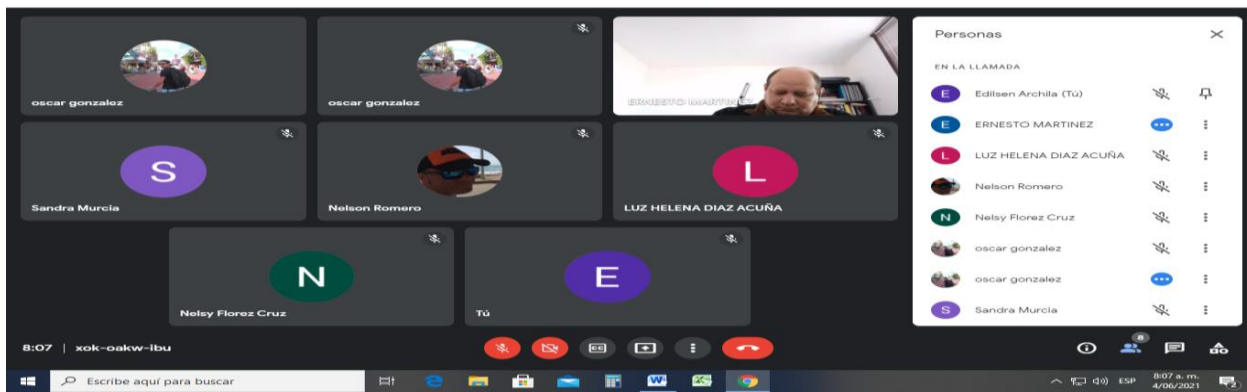 oscar gonzalez
oscar gonzalez
ERNESTO MARTINEZ
S
Sandra Murcia
Nelson Romero
L
LUZ HELENA DIAZ ACUÑA
N
Nelsy Florez Cruz
E
Tú
Personas
EN LA LLAMADA
E Edilsen Archila (Tú)
E ERNESTO MARTINEZ
L LUZ HELENA DIAZ ACUÑA
Nelson Romero
N Nelsy Florez Cruz
oscar gonzalez
oscar gonzalez
S Sandra Murcia
8:07 | xok-oakw-ibu
CC
8
Escribe aquí para buscar
W
ESP
8:07 a. m.
4/06/2021
2